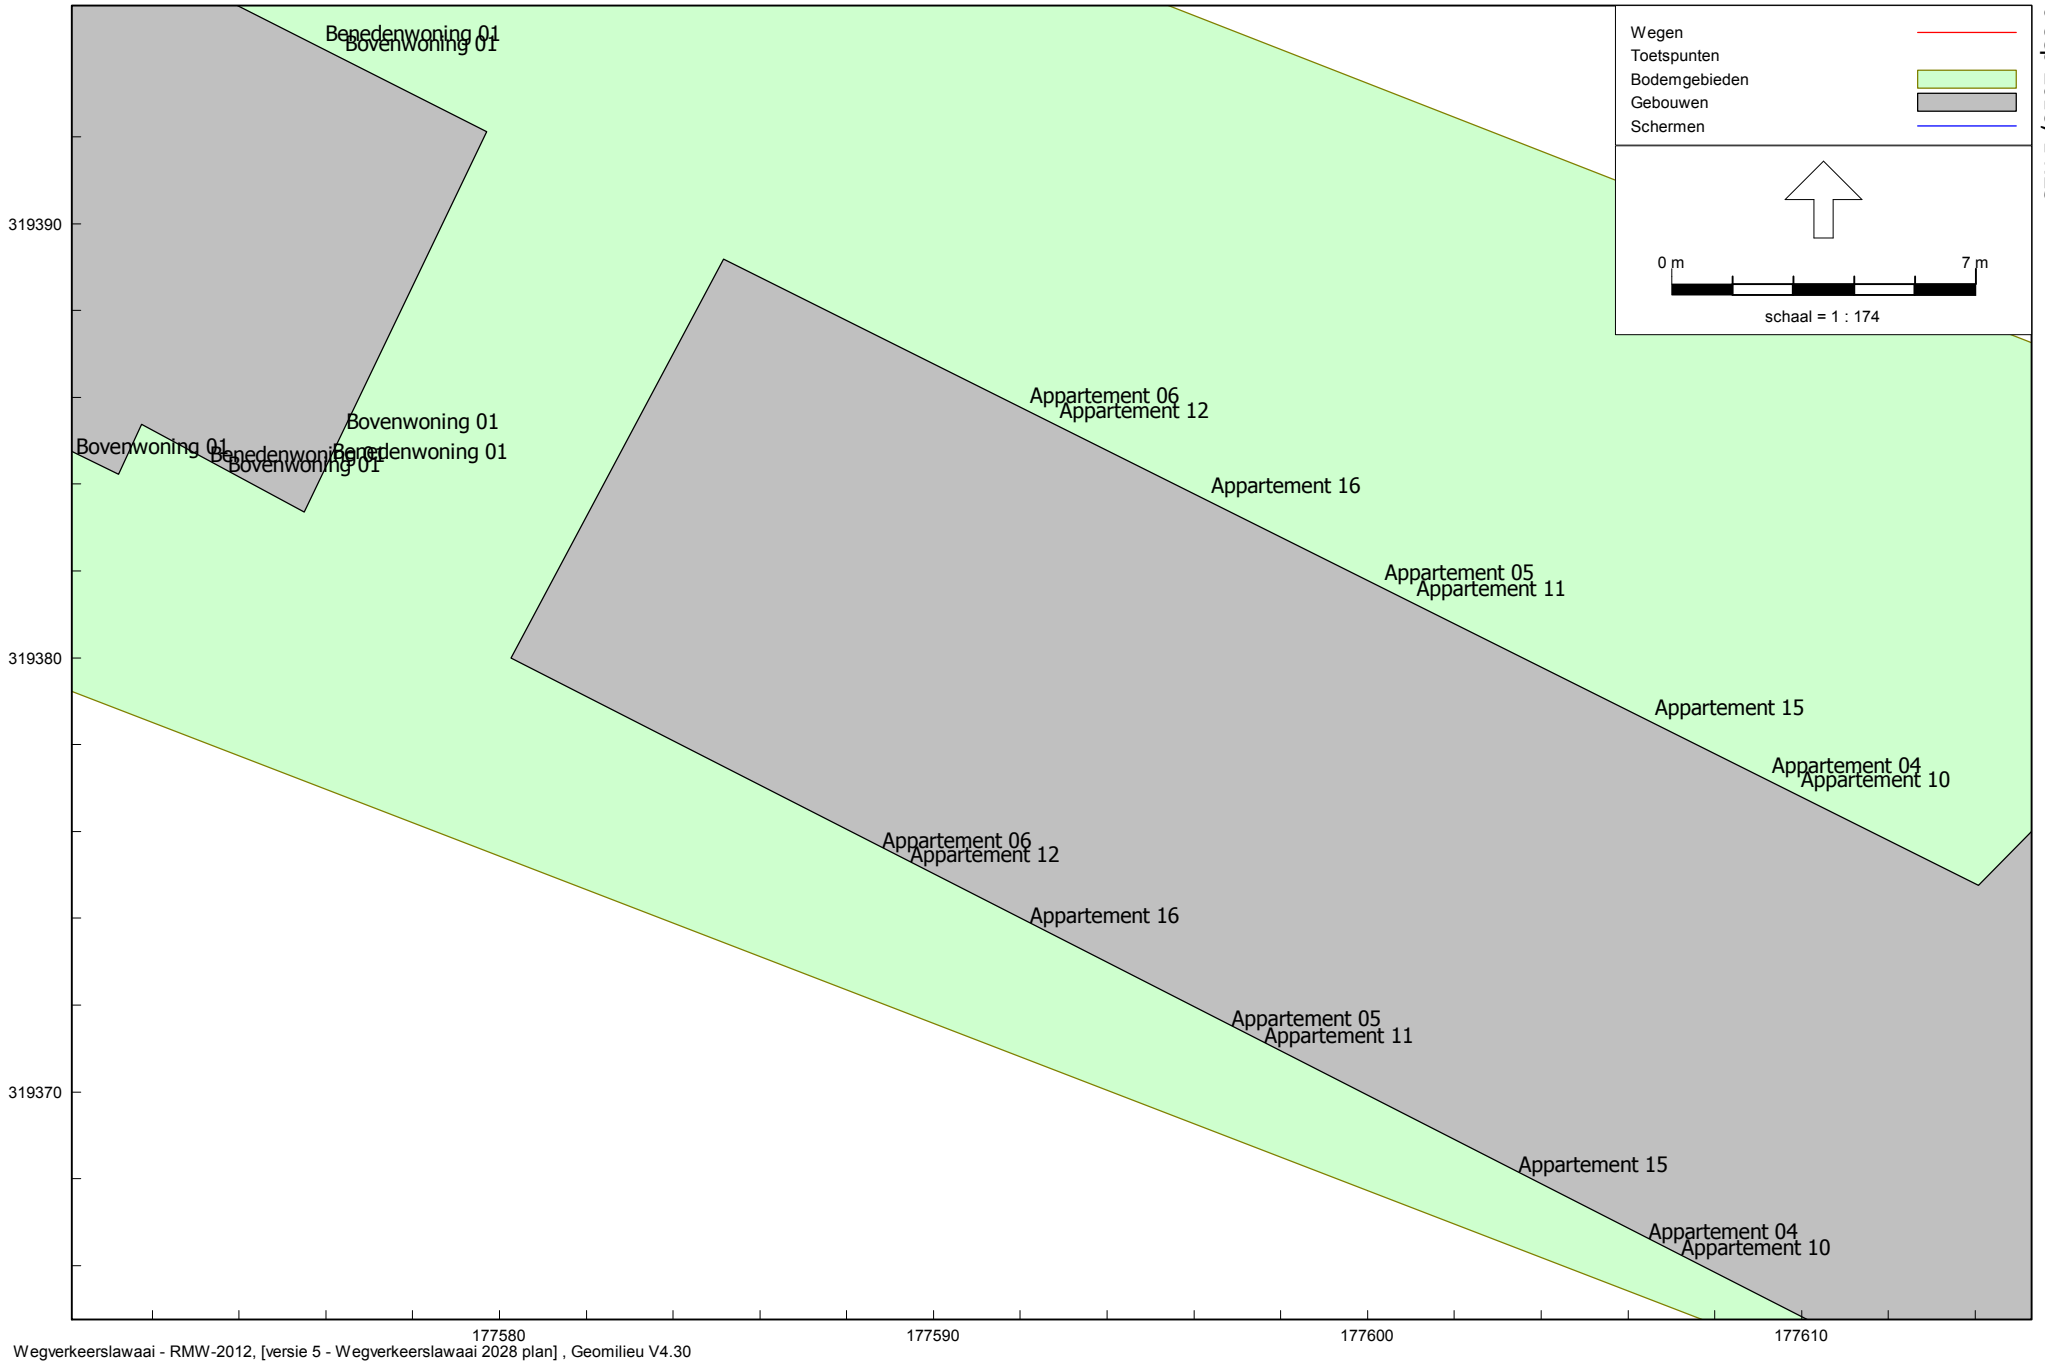 Benedenwoning 01
Bovenwoning 01
Wegen
Toetspunten
Bodemgebieden
Gebouwen
Schermen
0 m
7 m
schaal = 1 : 174
319390
Appartement 06
Appartement 12
Bovenwoning 01
Bovenwoning 01
Benedenwoning 01
Benedenwoning 01
Bovenwoning 01
Appartement 16
Appartement 05
Appartement 11
319380
Appartement 15
Appartement 04
Appartement 10
Appartement 06
Appartement 12
Appartement 16
Appartement 05
Appartement 11
319370
Appartement 15
Appartement 04
Appartement 10
177580
177590
177600
177610
Wegverkeerslawaai - RMW-2012, [versie 5 - Wegverkeerslawaai 2028 plan] , Geomilieu V4.30